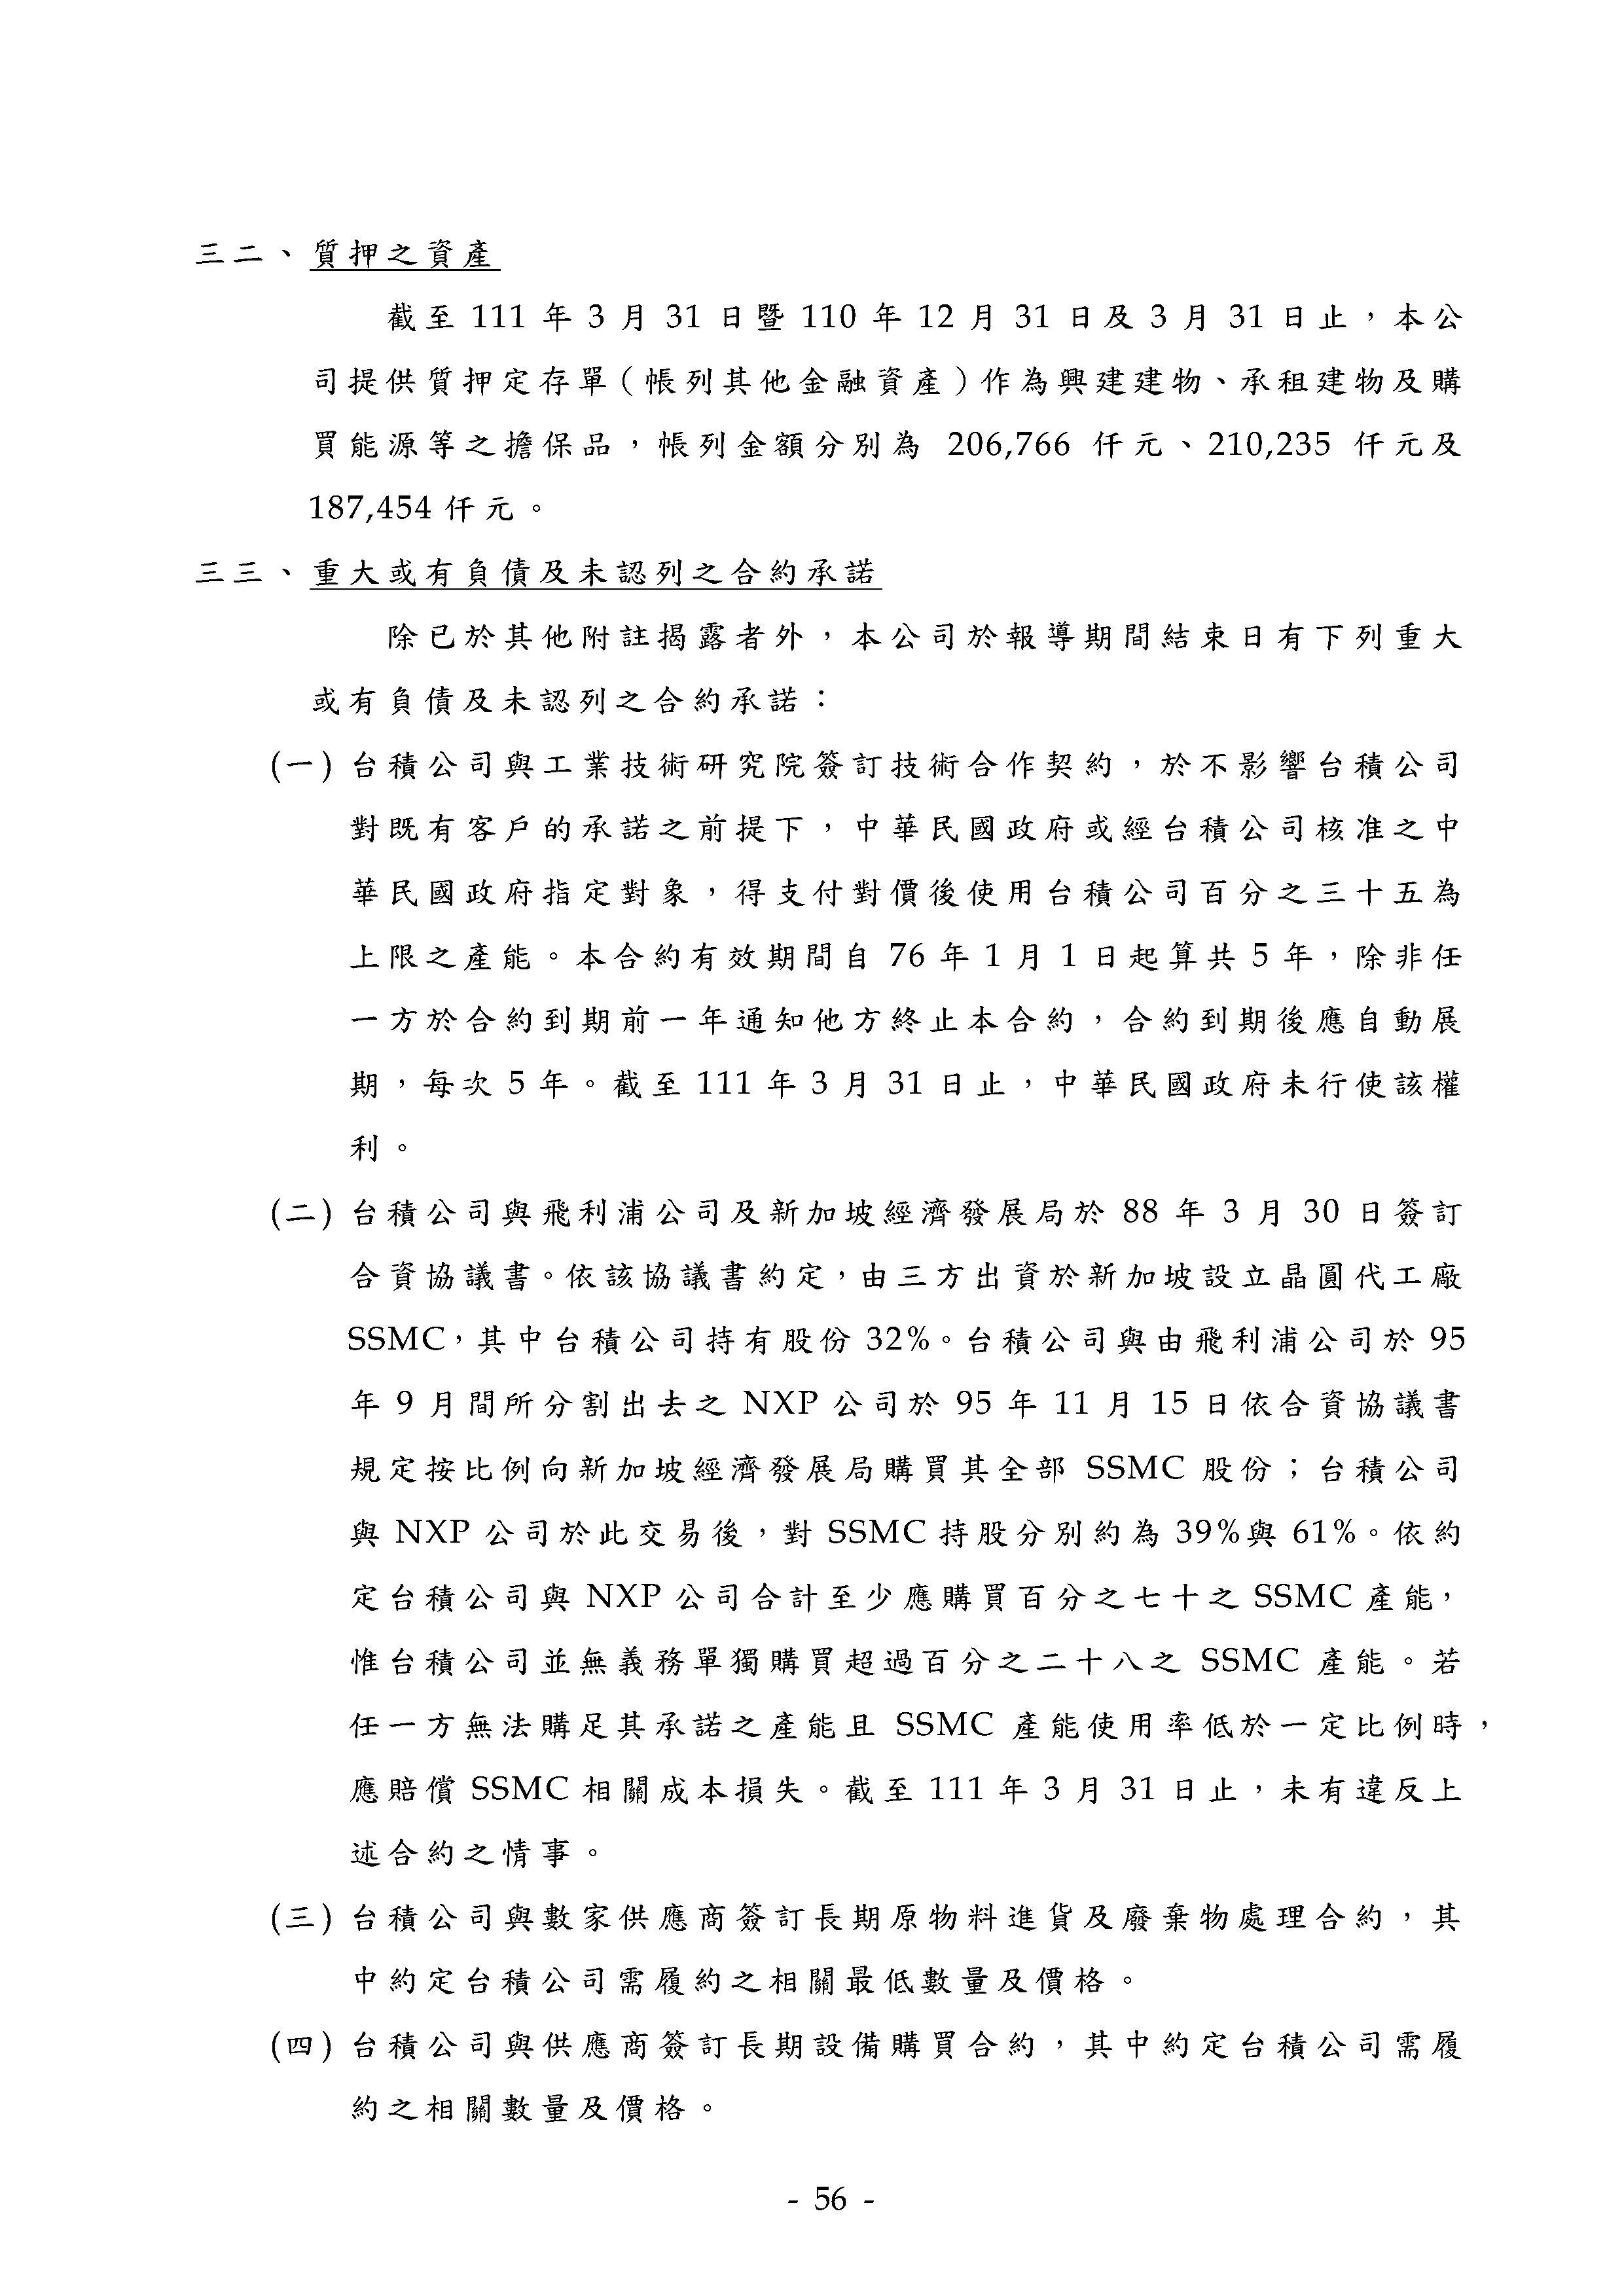 三二、質押之資產
截至 111 年 3 月 31 日暨 110 年 12 月 31 日及 3 月 31 日止，本公
司提供質押定存單（帳列其他金融資產）作為興建建物、承租建物及購
買能源等之擔保品，帳列金額分別為 206,766 仟元、210,235 仟元及
187,454 仟元。
三三、重大或有負債及未認列之合約承諾
除已於其他附註揭露者外，本公司於報導期間結束日有下列重大
或有負債及未認列之合約承諾：
(一) 台積公司與工業技術研究院簽訂技術合作契約，於不影響台積公司
對既有客戶的承諾之前提下，中華民國政府或經台積公司核准之中
華民國政府指定對象，得支付對價後使用台積公司百分之三十五為
上限之產能。本合約有效期間自 76 年 1 月 1 日起算共 5 年，除非任
一方於合約到期前一年通知他方終止本合約，合約到期後應自動展
期，每次 5 年。截至 111 年 3 月 31 日止，中華民國政府未行使該權
利。
(二) 台積公司與飛利浦公司及新加坡經濟發展局於 88 年 3 月 30 日簽訂
合資協議書。依該協議書約定，由三方出資於新加坡設立晶圓代工廠
SSMC，其中台積公司持有股份 32%。台積公司與由飛利浦公司於 95
年 9 月間所分割出去之 NXP 公司於 95 年 11 月 15 日依合資協議書
規定按比例向新加坡經濟發展局購買其全部 SSMC 股份；台積公司
與 NXP 公司於此交易後，對 SSMC 持股分別約為 39%與 61%。依約
定台積公司與 NXP 公司合計至少應購買百分之七十之 SSMC 產能，
惟台積公司並無義務單獨購買超過百分之二十八之 SSMC 產能。若
任一方無法購足其承諾之產能且 SSMC 產能使用率低於一定比例時，
應賠償 SSMC 相關成本損失。截至 111 年 3 月 31 日止，未有違反上
述合約之情事。
(三) 台積公司與數家供應商簽訂長期原物料進貨及廢棄物處理合約，其
中約定台積公司需履約之相關最低數量及價格。
(四) 台積公司與供應商簽訂長期設備購買合約，其中約定台積公司需履
約之相關數量及價格。
- 56 -